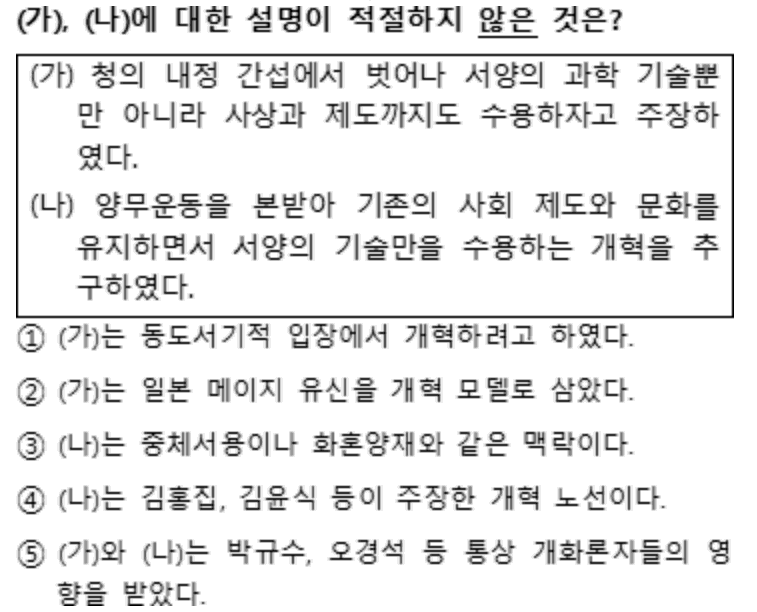 (가), (나)에 대한 설명이 적절하지 않은 것은?
(가) 청의 내정 간섭에서 벗어나 서양의 과학 기술뿐
만 아니라 사상과 제도까지도 수용하자고 주장하
였다.
(나) 양무운동을 본받아 기존의 사회 제도와 문화를
유지하면서 서양의 기술만을 수용하는 개혁을 추
구하였다.
① (가)는 동도서기적 입장에서 개혁하려고 하였다.
② (가)는 일본 메이지 유신을 개혁 모델로 삼았다.
③ (나)는 중체서용이나 화혼양재와 같은 맥락이다.
④ (나)는 김홍집, 김윤식 등이 주장한 개혁 노선이다.
⑤ (가)와 (나)는 박규수, 오경석 등 통상 개화론자들의 영
향을 받았다.